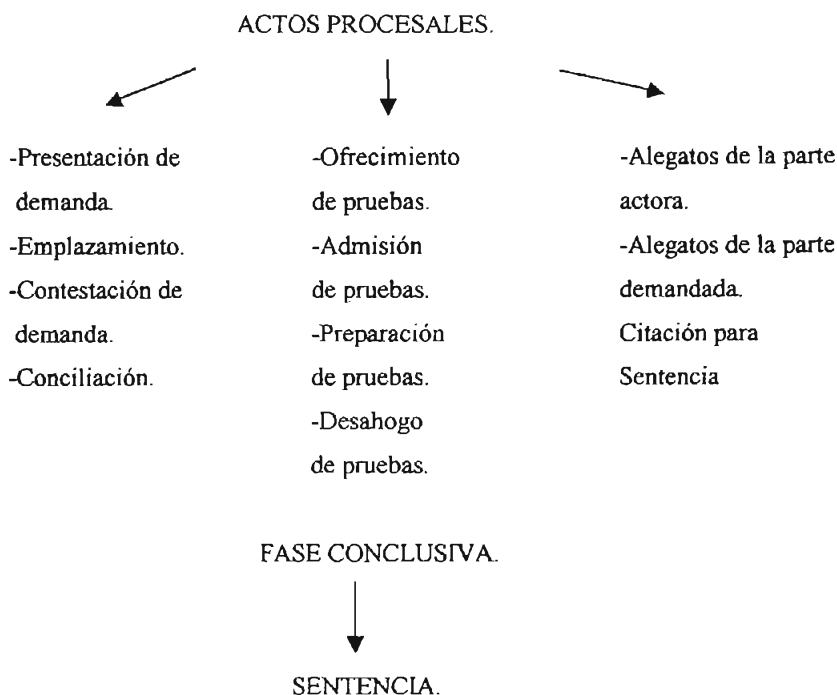 ACTOS PROCESALES.
-Presentación de
demanda.
-Emplazamiento.
-Contestación de
demanda.
-Conciliación.
-Ofrecimiento
de pruebas.
-Admisión
de pruebas.
-Preparación
de pruebas.
-Desahogo
de pruebas.
-Alegatos de la parte
actora.
-Alegatos de la parte
demandada.
Citación para
Sentencia
FASE CONCLUSIVA.
SENTENCIA.